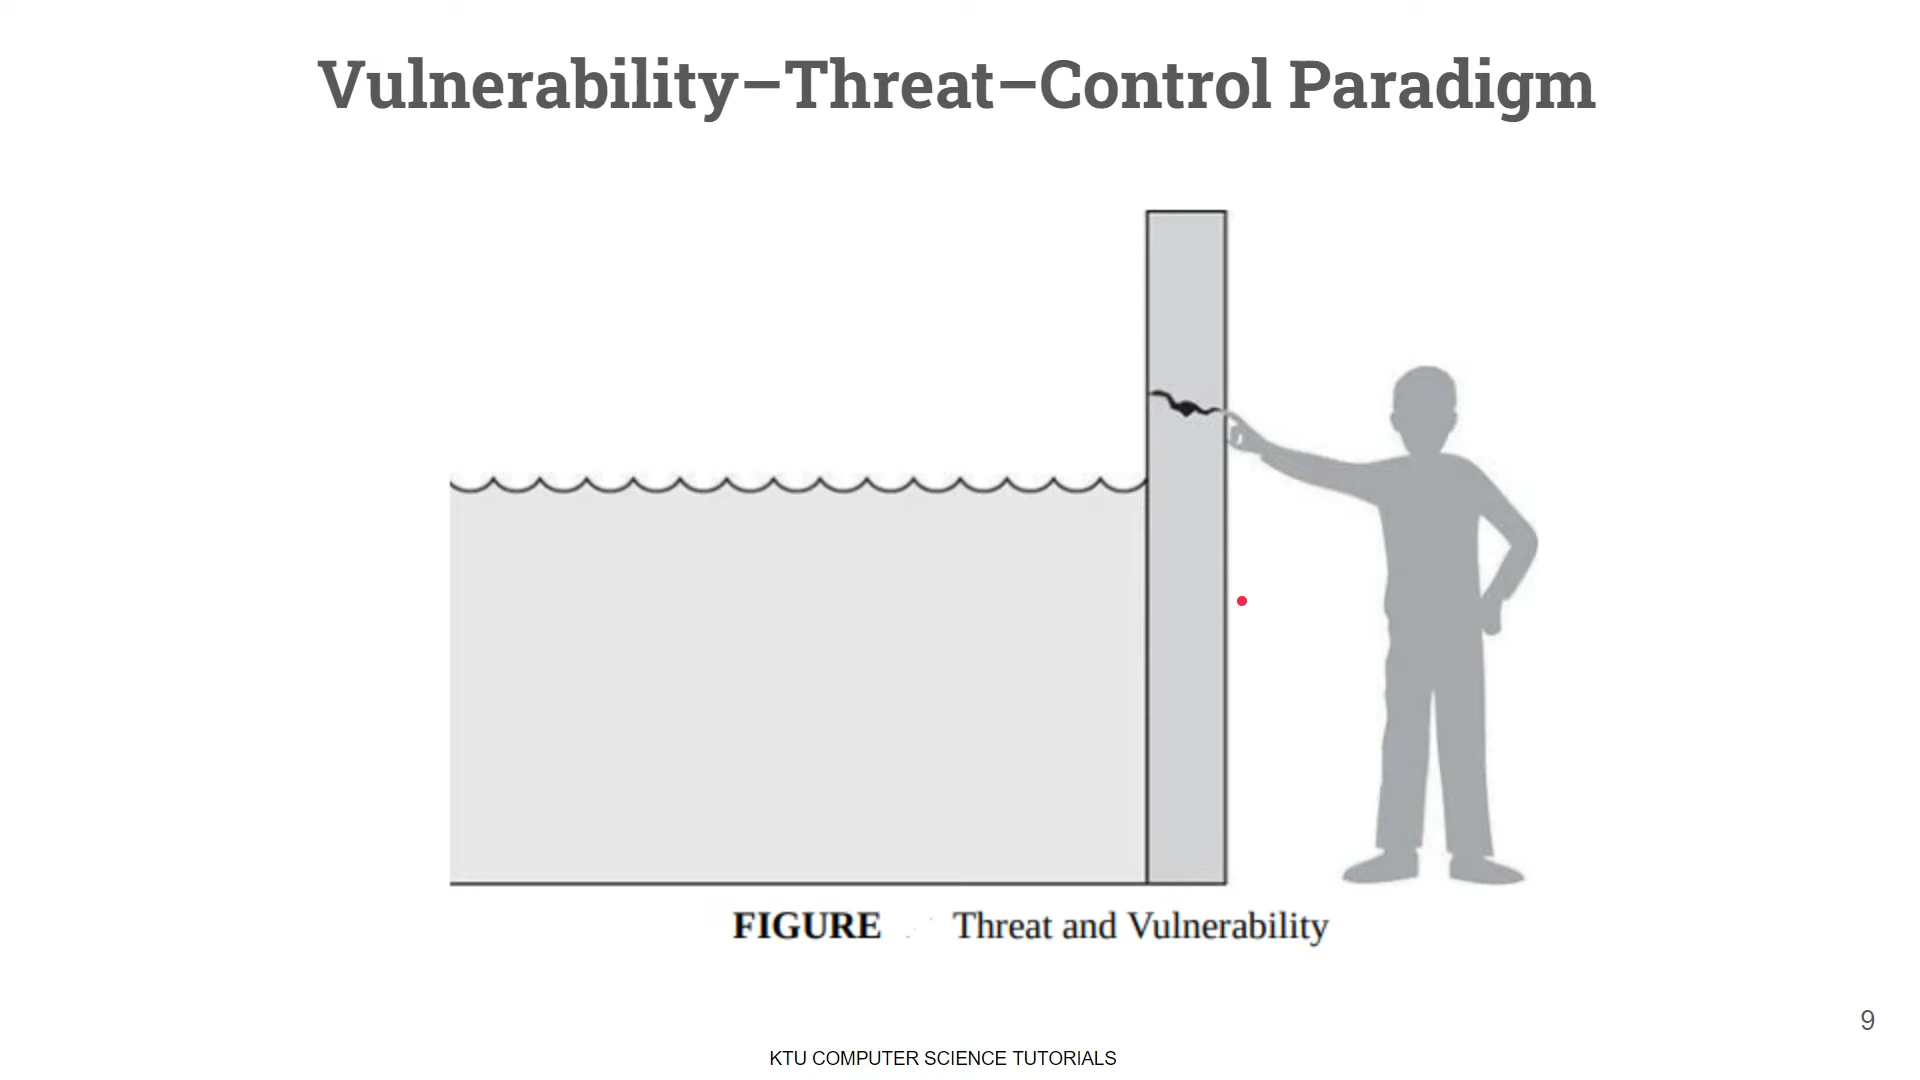 Vulnerability–Threat–Control Paradigm
FIGURE Threat and Vulnerability
9
KTU COMPUTER SCIENCE TUTORIALS